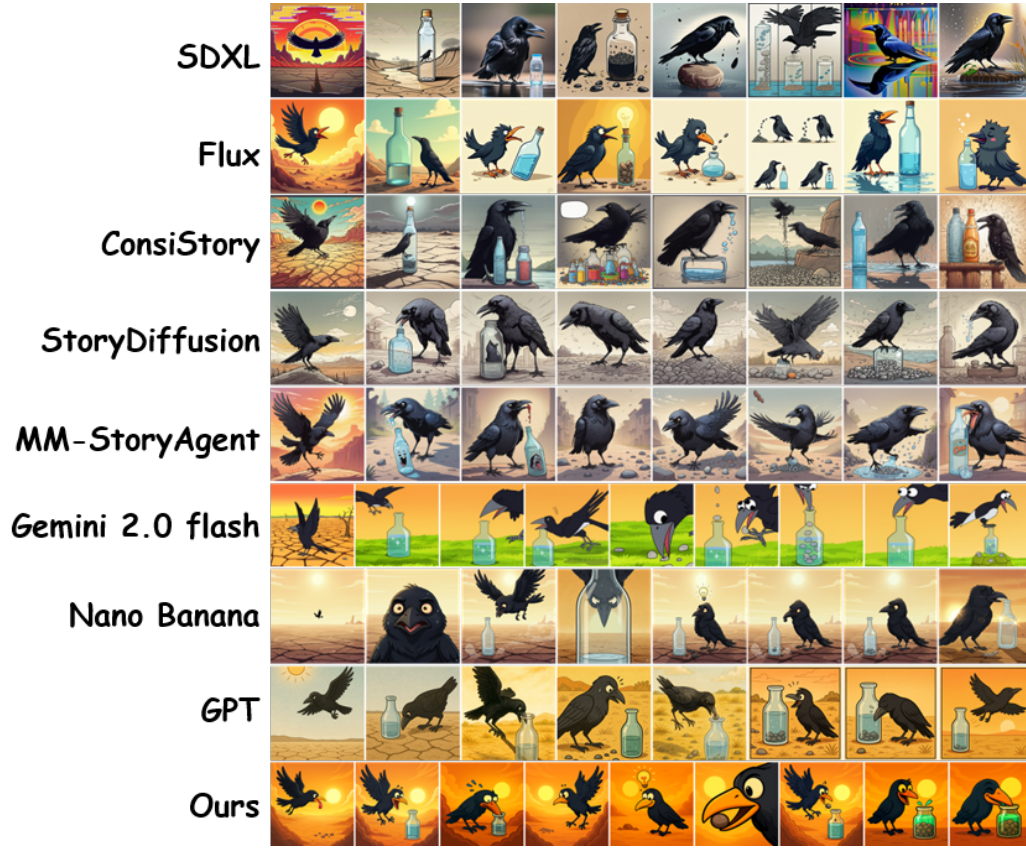 SDXL
Flux
ConsiStory
StoryDiffusion
MM-StoryAgent
Gemini 2.0 flash
Nano Banana
GPT
Ours